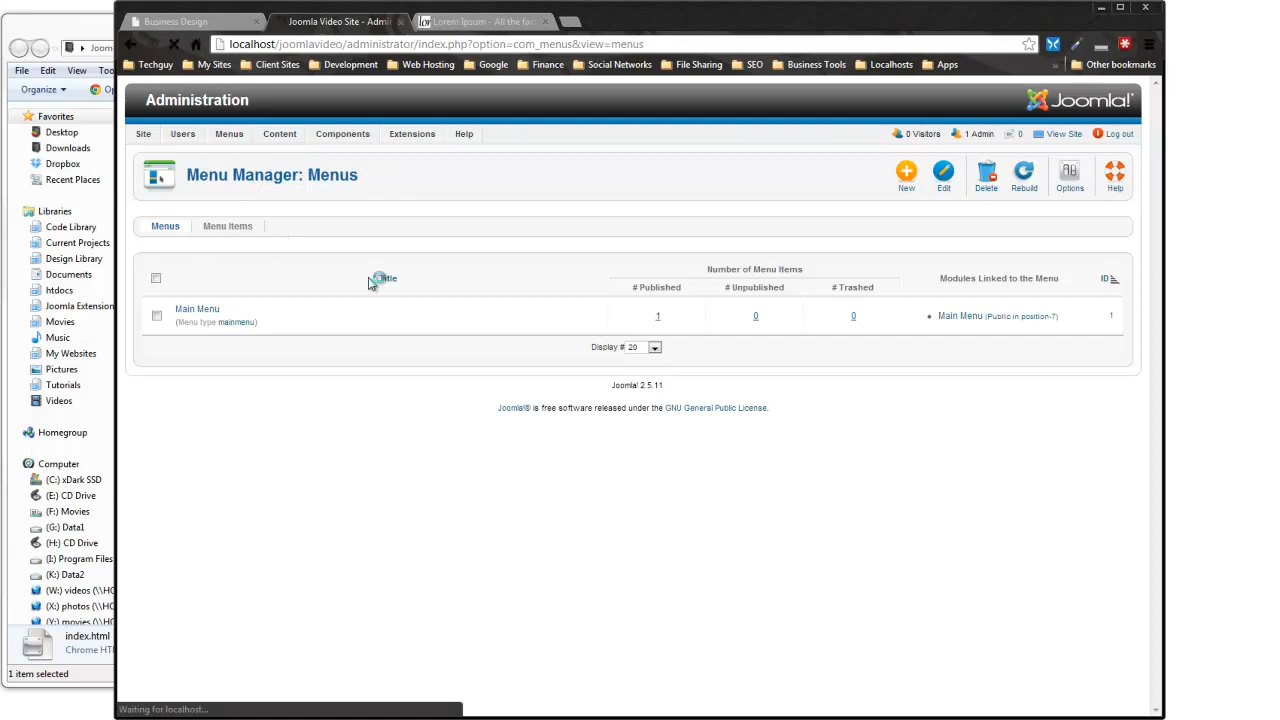 Business Design
Joomla Video Site - Admi
Lorem Ipsum - All the fac
Joom
localhost/joomlavideo/administrator/index.php?option=com_menus&view=menus
File Edit View Too
Techguy My Sites Client Sites Development Web Hosting Google Finance Social Networks File Sharing SEO Business Tools Localhosts Apps » Other bookmarks
Organize
Administration
Joomla!
Site Users Menus Content Components Extensions Help
0 Visitors 1 Admin 0 View Site Log out
Menu Manager: Menus
New Edit Delete Rebuild Options Help
Menus Menu Items
Number of Menu Items
Title
# Published # Unpublished # Trashed
Modules Linked to the Menu
ID
Main Menu
(Menu type mainmenu)
1 0 0
Main Menu (Public in position-7)
1
Display # 20
Joomla! 2.5.11
Joomla!® is free software released under the GNU General Public License.
Favorites
Desktop
Downloads
Dropbox
Recent Places
Libraries
Code Library
Current Projects
Design Library
Documents
htdocs
Joomla Extension
Movies
Music
My Websites
Pictures
Tutorials
Videos
Homegroup
Computer
(C:) xDark SSD
(E:) CD Drive
(F:) Movies
(G:) Data1
(H:) CD Drive
(I:) Program Files
(K:) Data2
(W:) videos (\\HO
(X:) photos (\\HO
(Y:) movies (\\HO
index.html
Chrome HT
1 item selected
Waiting for localhost...